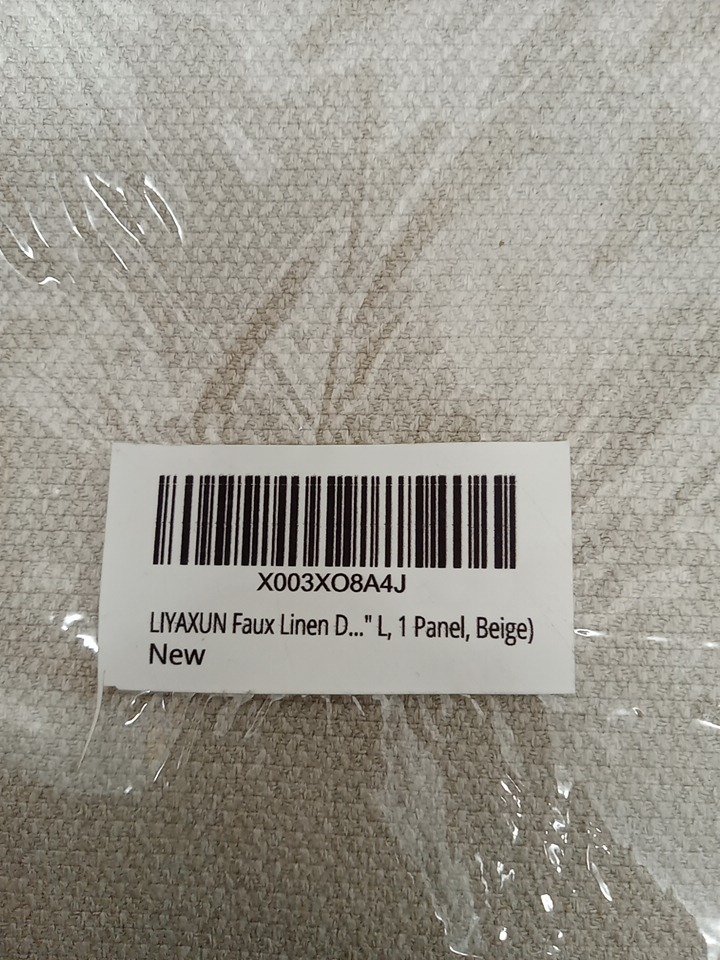 X003XO8A4J
LIYAXUN Faux Linen D..." L, 1 Panel, Beige)
New